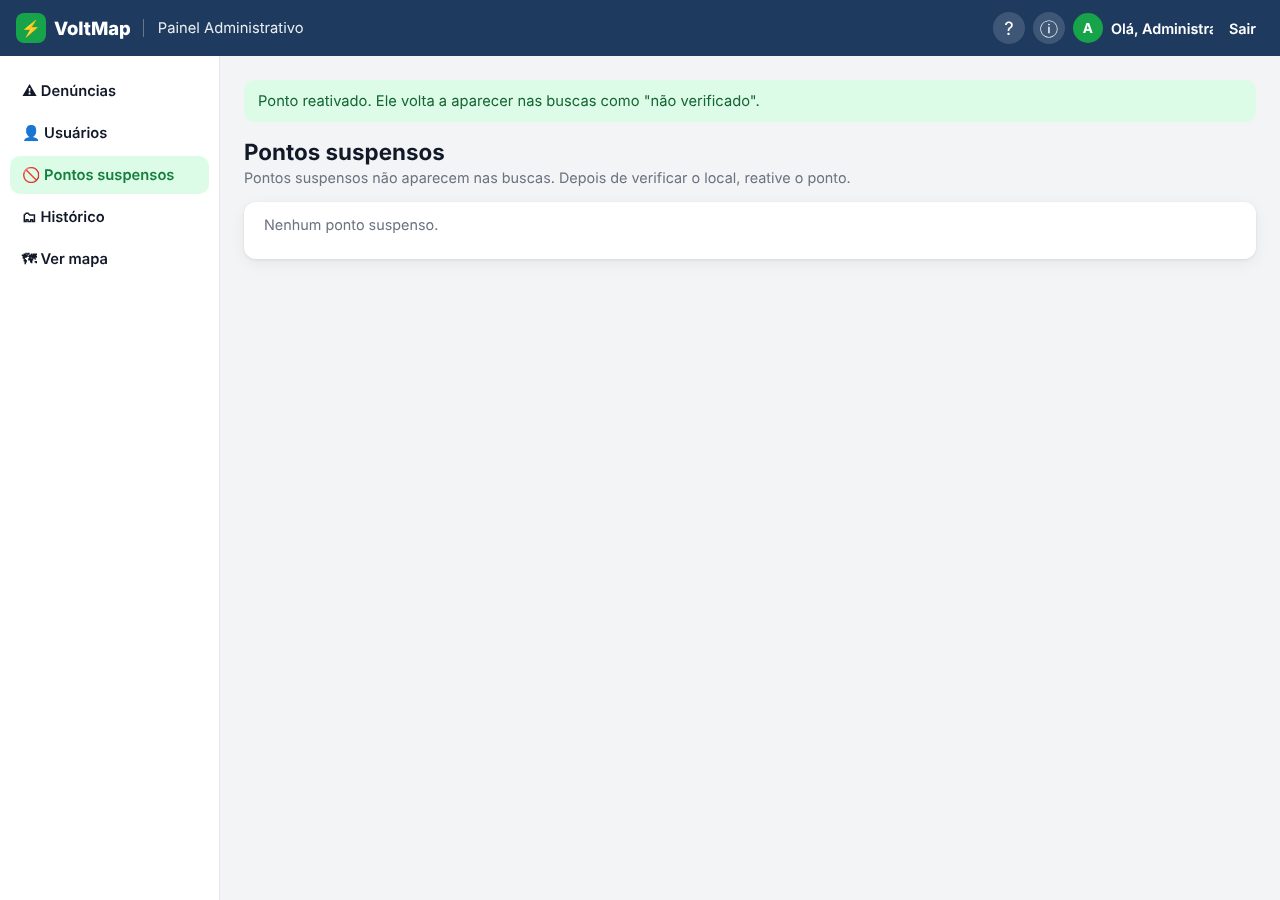 VoltMap
Painel Administrativo
?
ⓘ
A
Olá, Administra
Sair
⚠ Denúncias
👤 Usuários
🚫 Pontos suspensos
🗂 Histórico
🗺 Ver mapa
Ponto reativado. Ele volta a aparecer nas buscas como "não verificado".
Pontos suspensos
Pontos suspensos não aparecem nas buscas. Depois de verificar o local, reative o ponto.
Nenhum ponto suspenso.